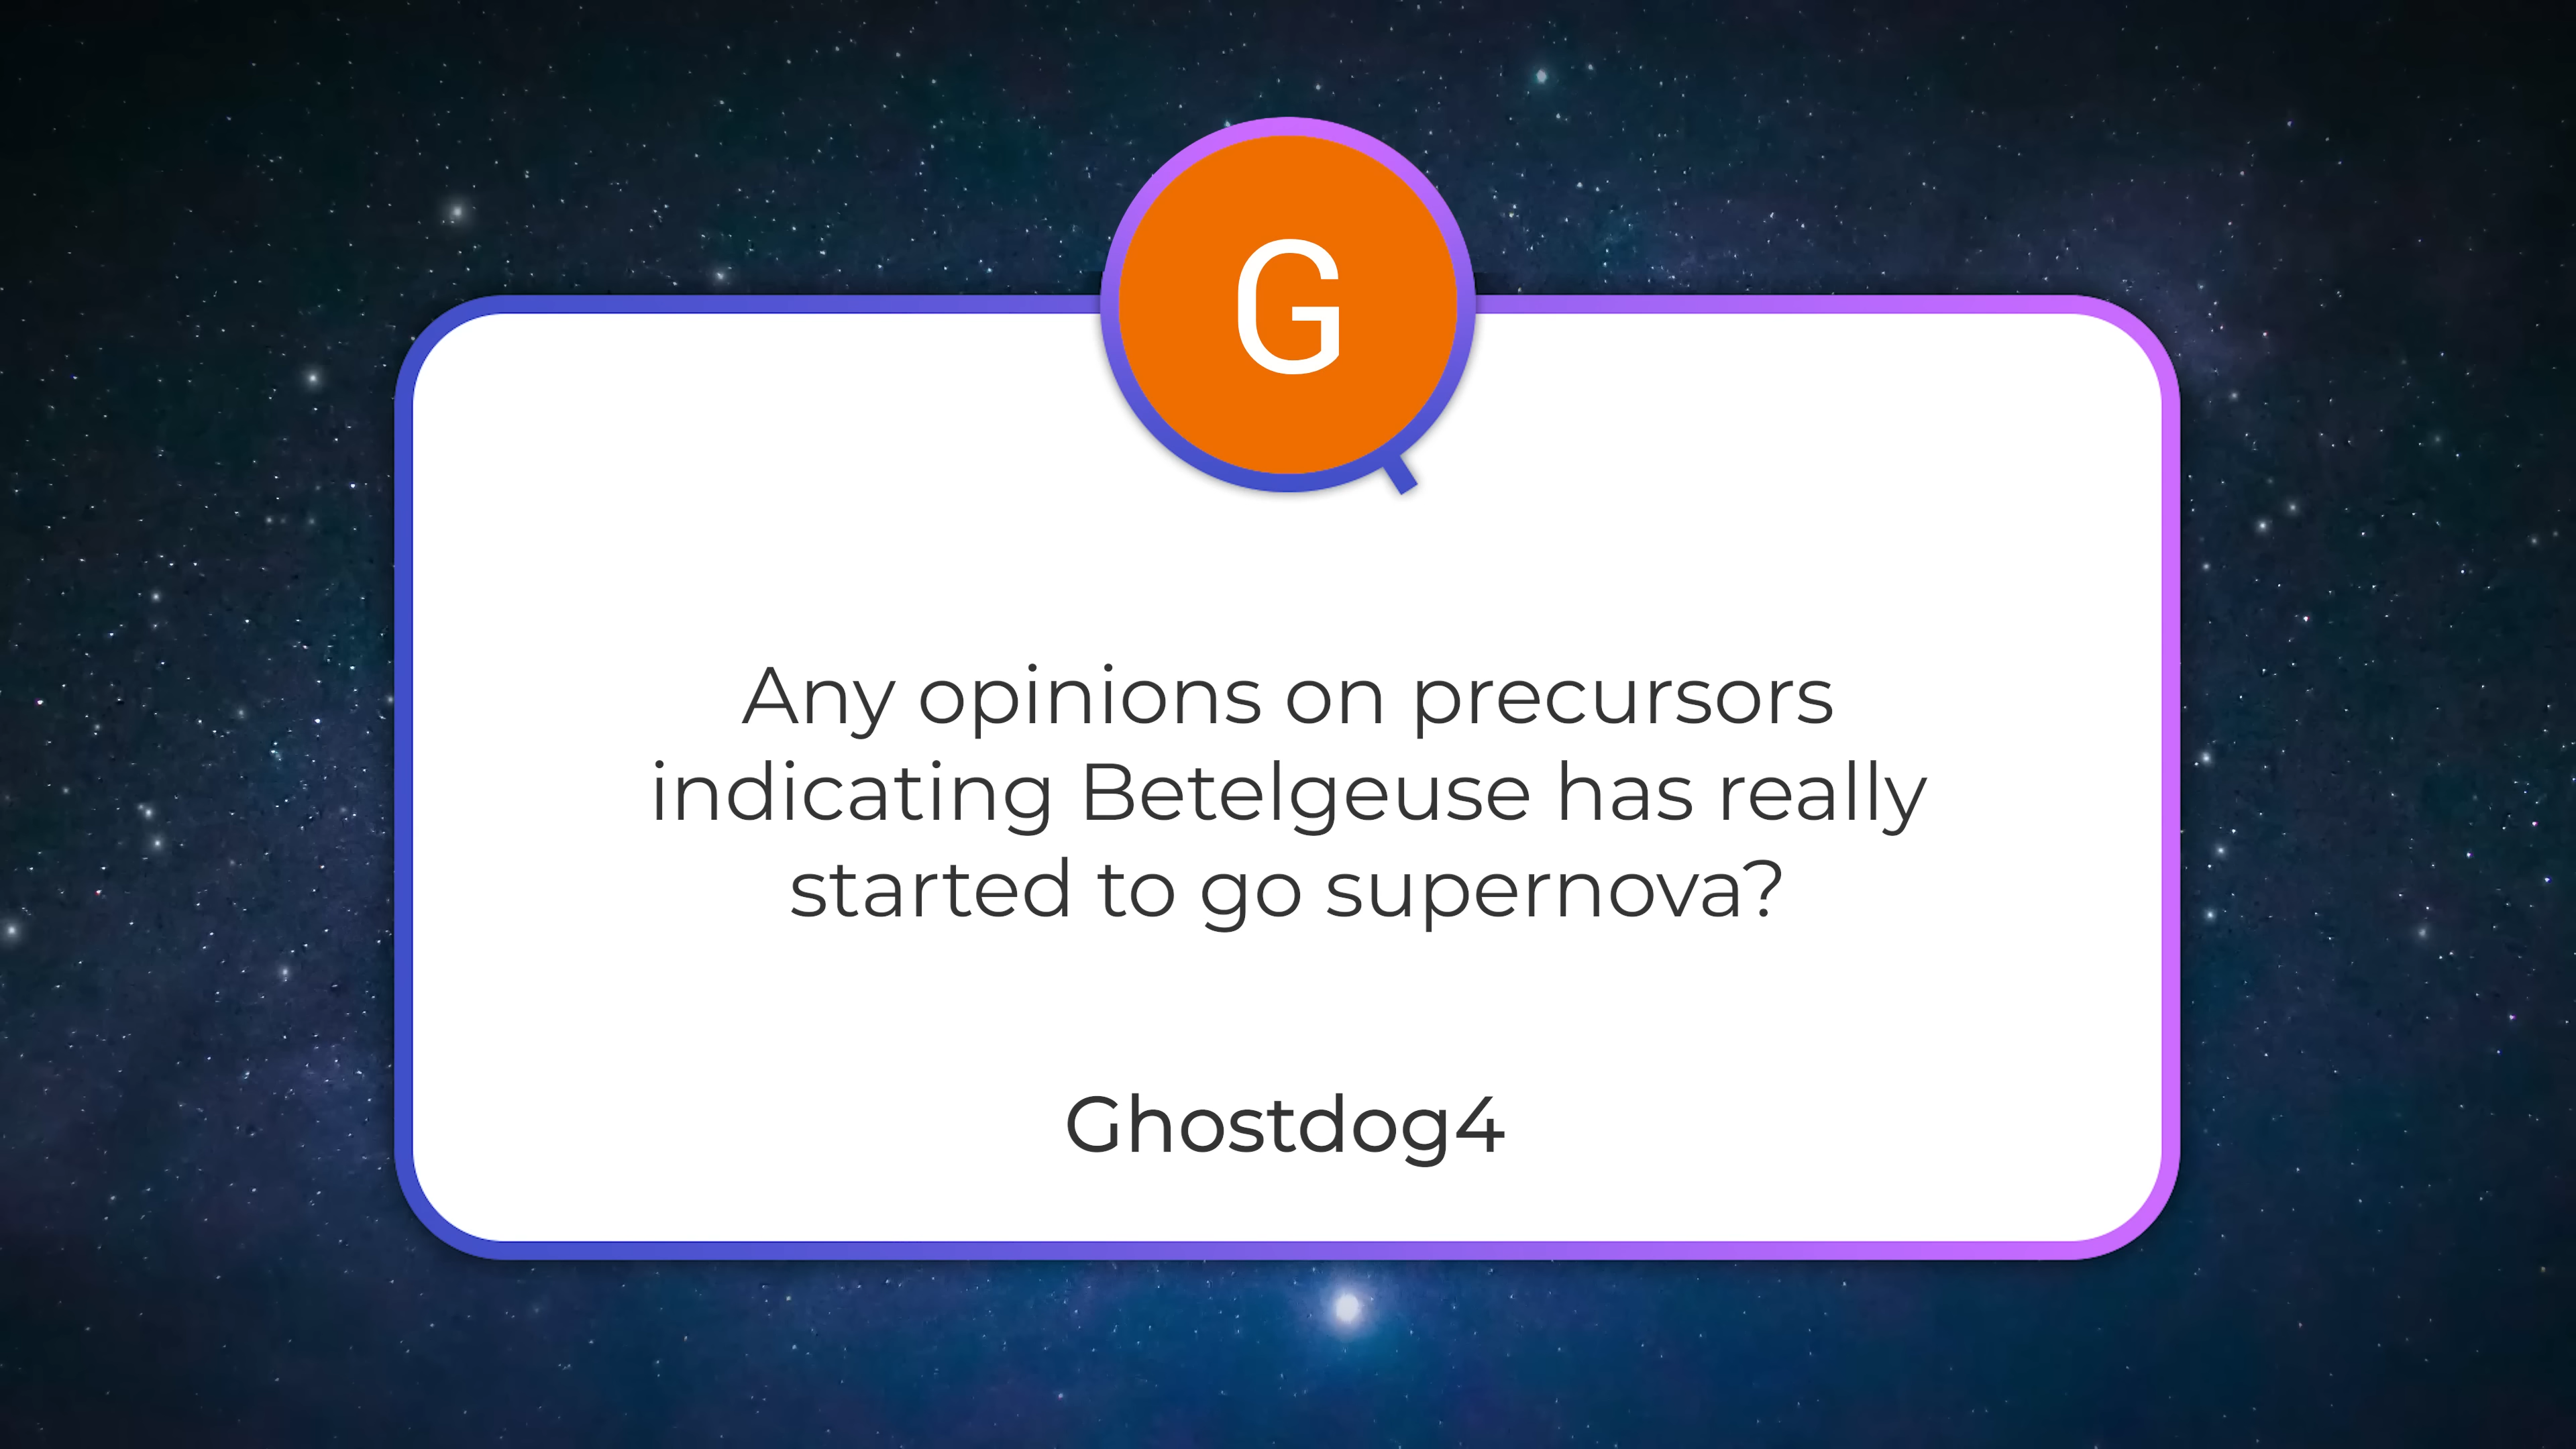 G
Any opinions on precursors
indicating Betelgeuse has really
started to go supernova?
Ghostdog4